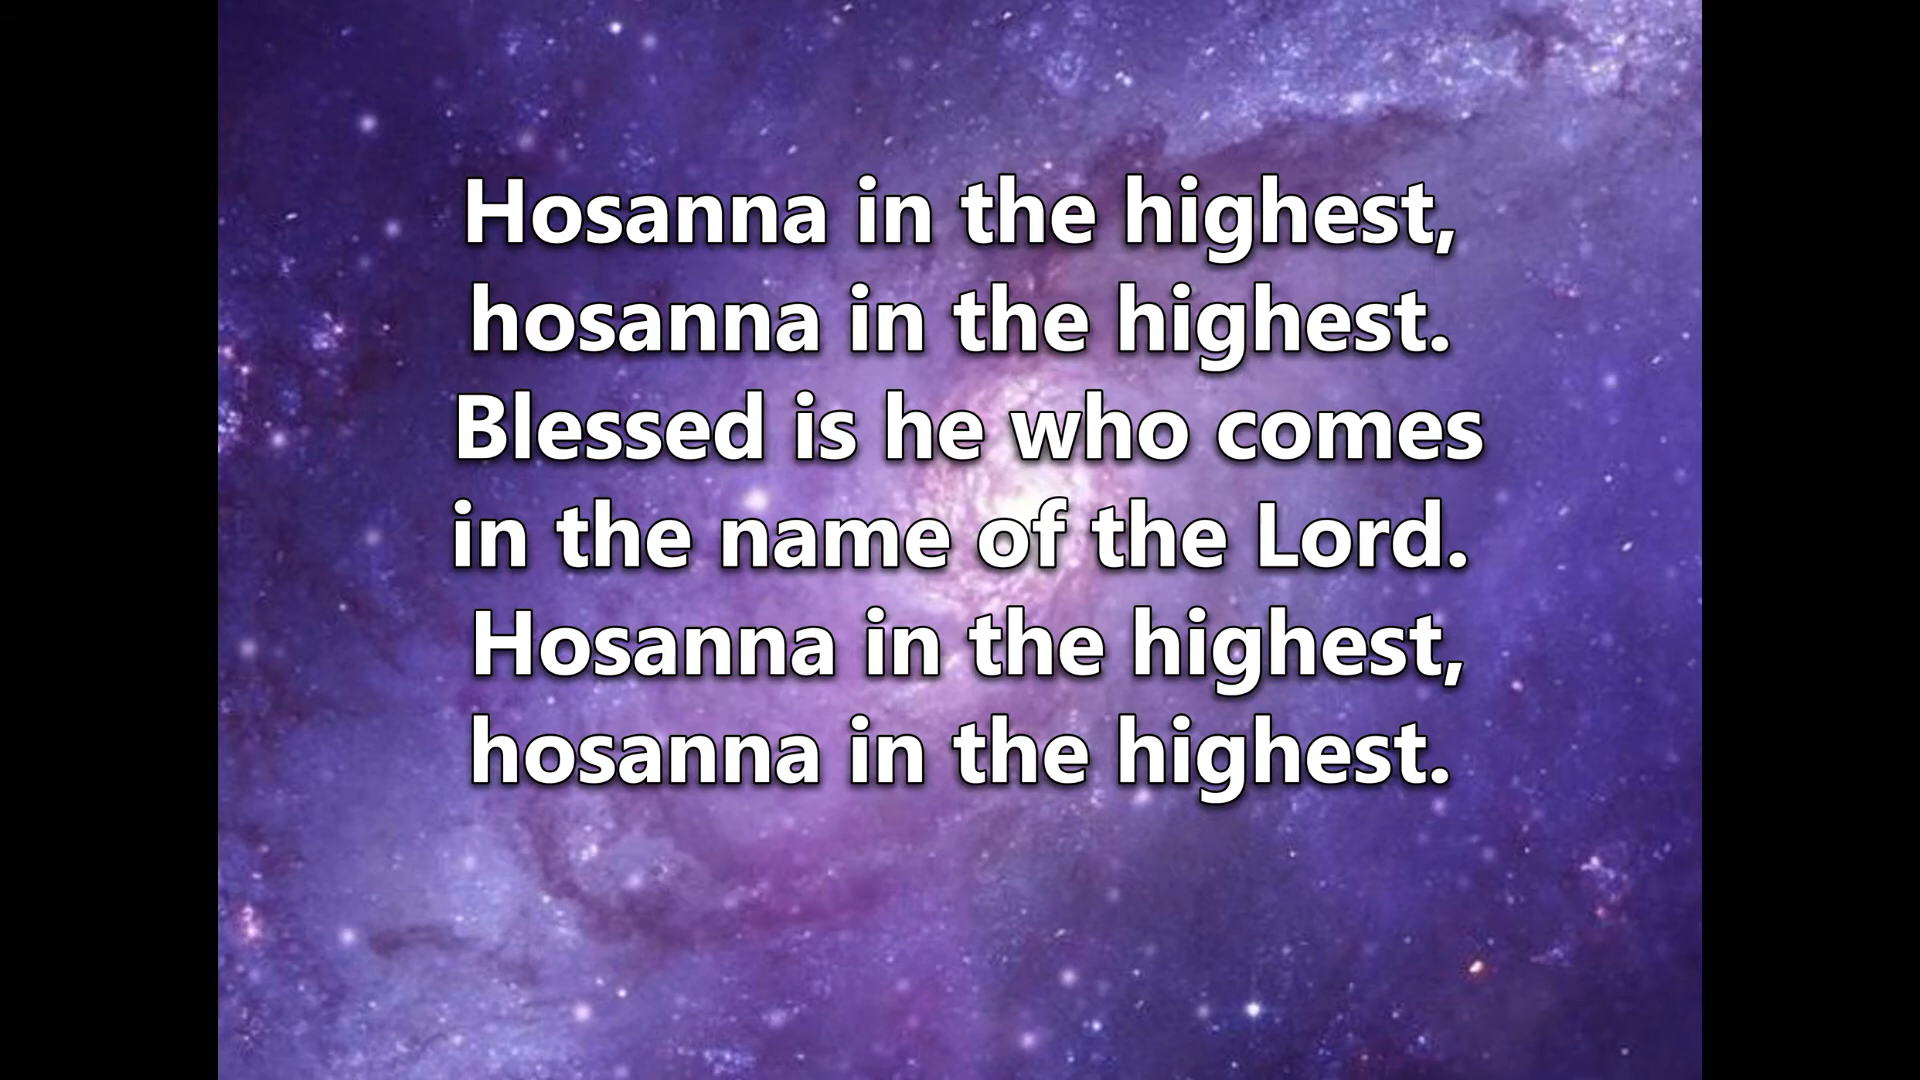 Hosanna in the highest,
hosanna in the highest.
Blessed is he who comes
in the name of the Lord.
Hosanna in the highest,
hosanna in the highest.